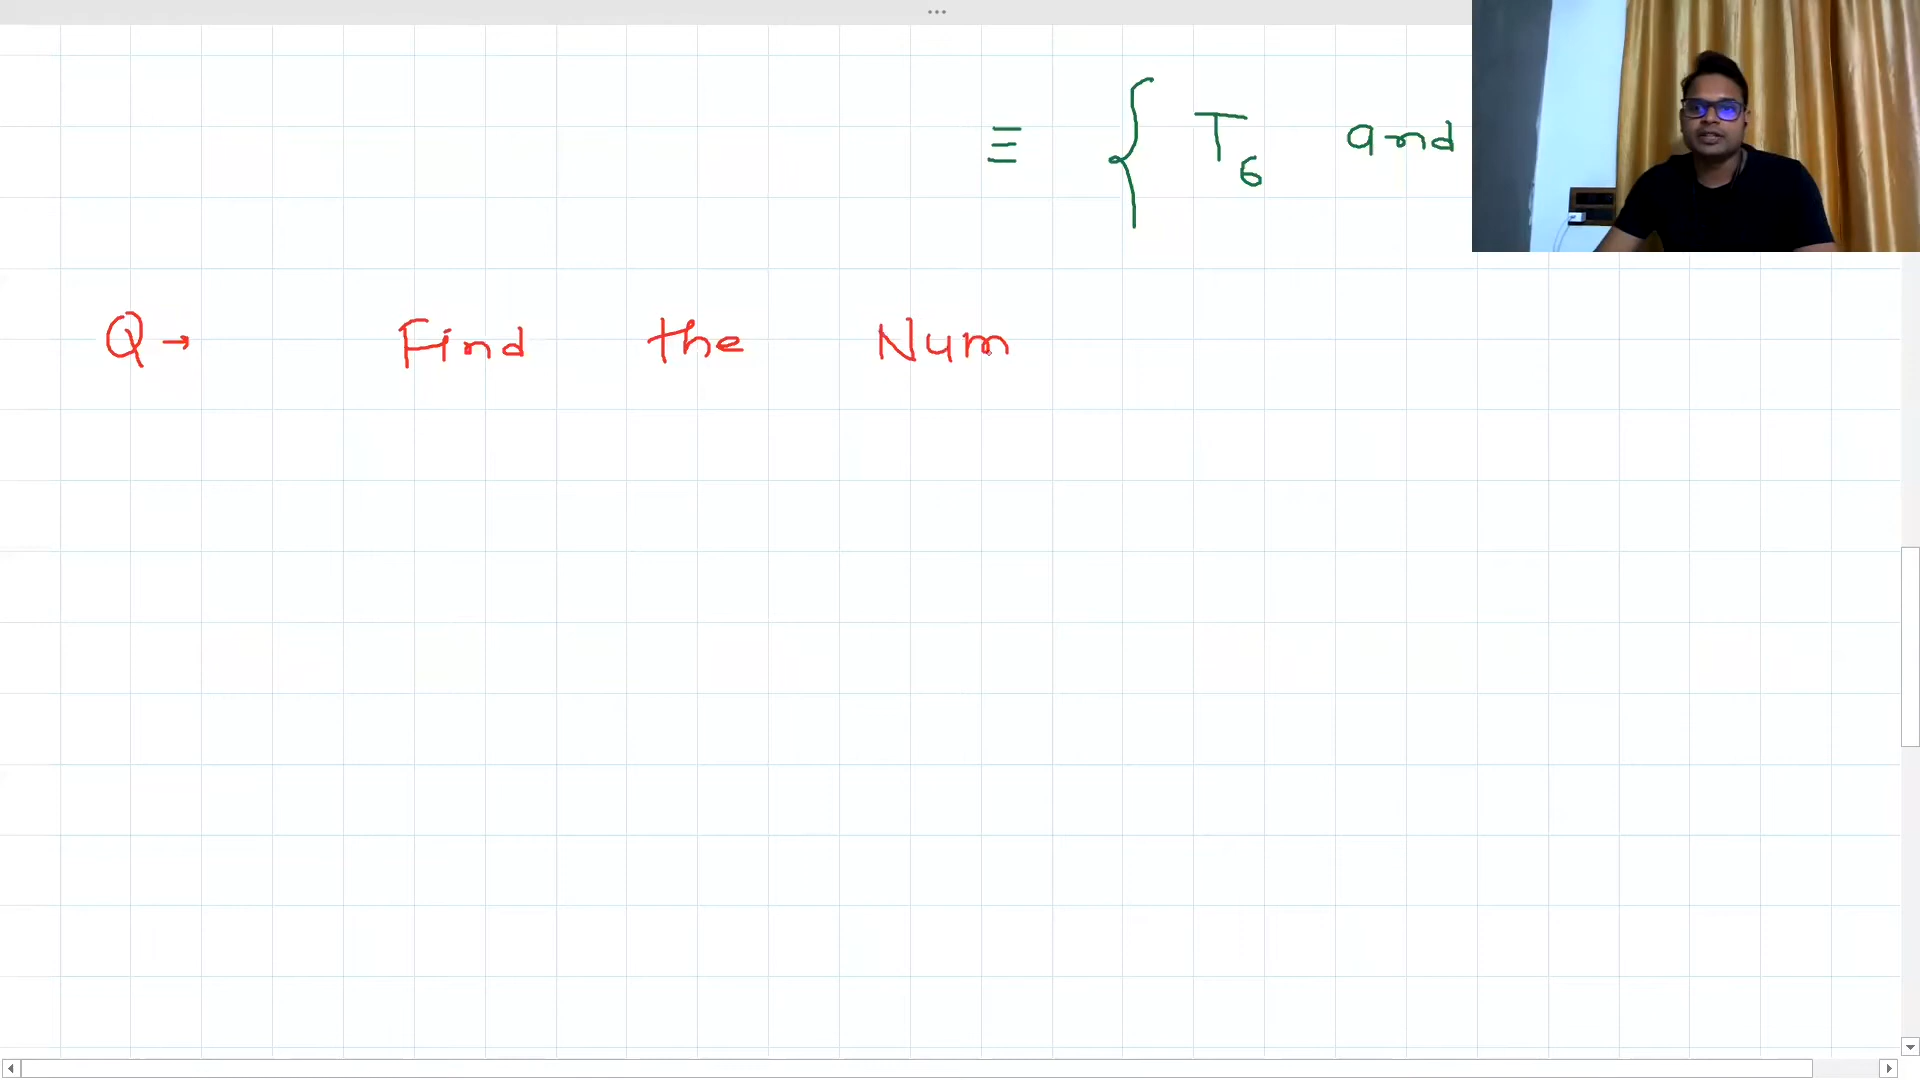 ≡ { T₆ and
Q→ Find the Num